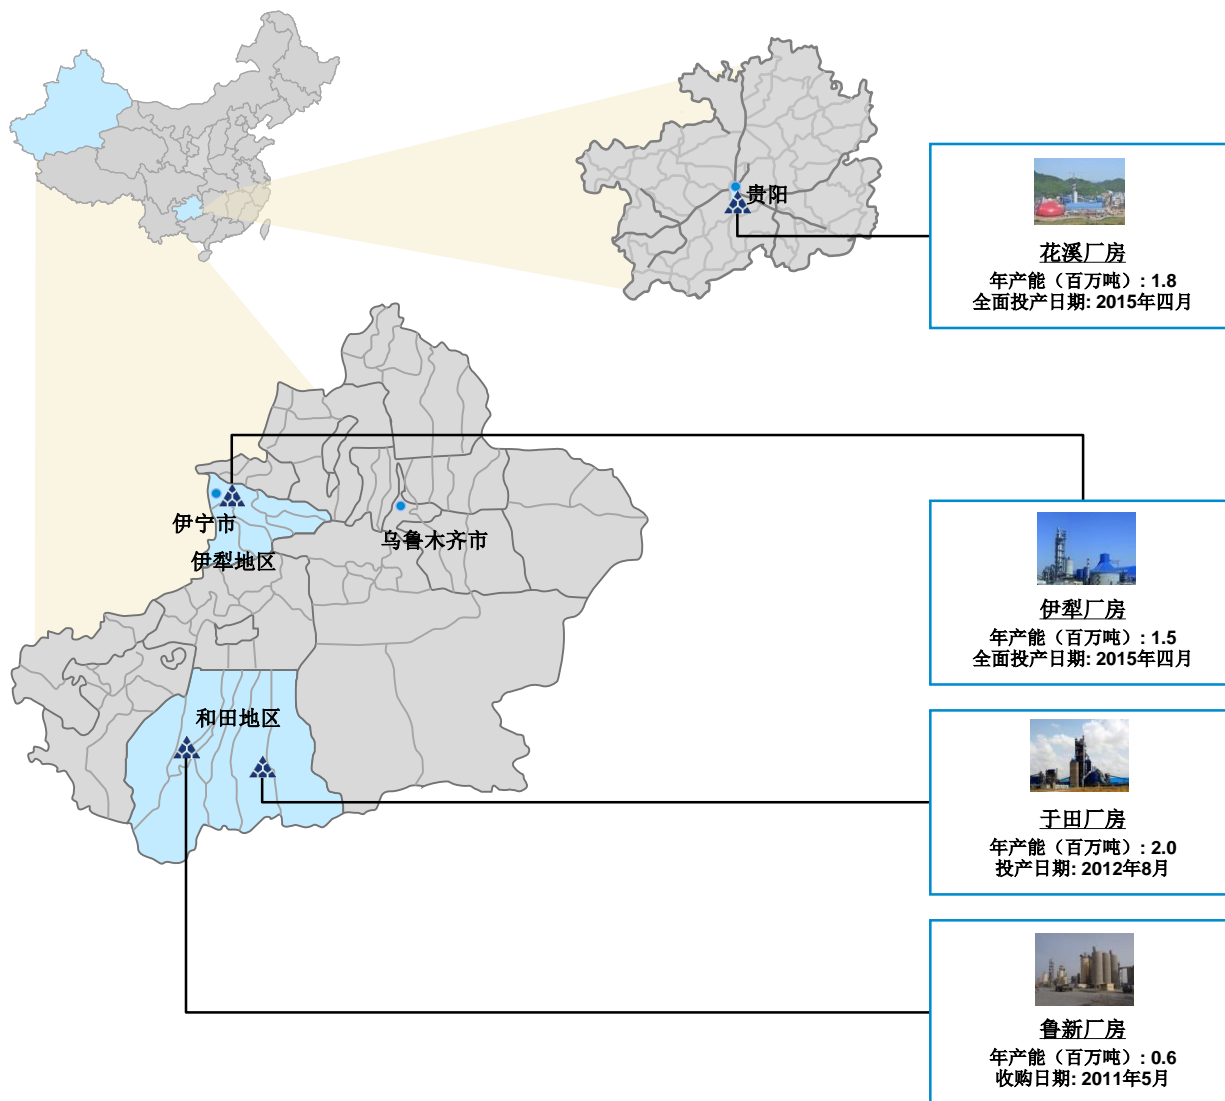 贵阳
花溪厂房
年产能（百万吨）: 1.8
全面投产日期: 2015年四月
伊宁市
伊犁地区
乌鲁木齐市
伊犁厂房
年产能（百万吨）: 1.5
全面投产日期: 2015年四月
和田地区
于田厂房
年产能（百万吨）: 2.0
投产日期: 2012年8月
鲁新厂房
年产能（百万吨）: 0.6
收购日期: 2011年5月